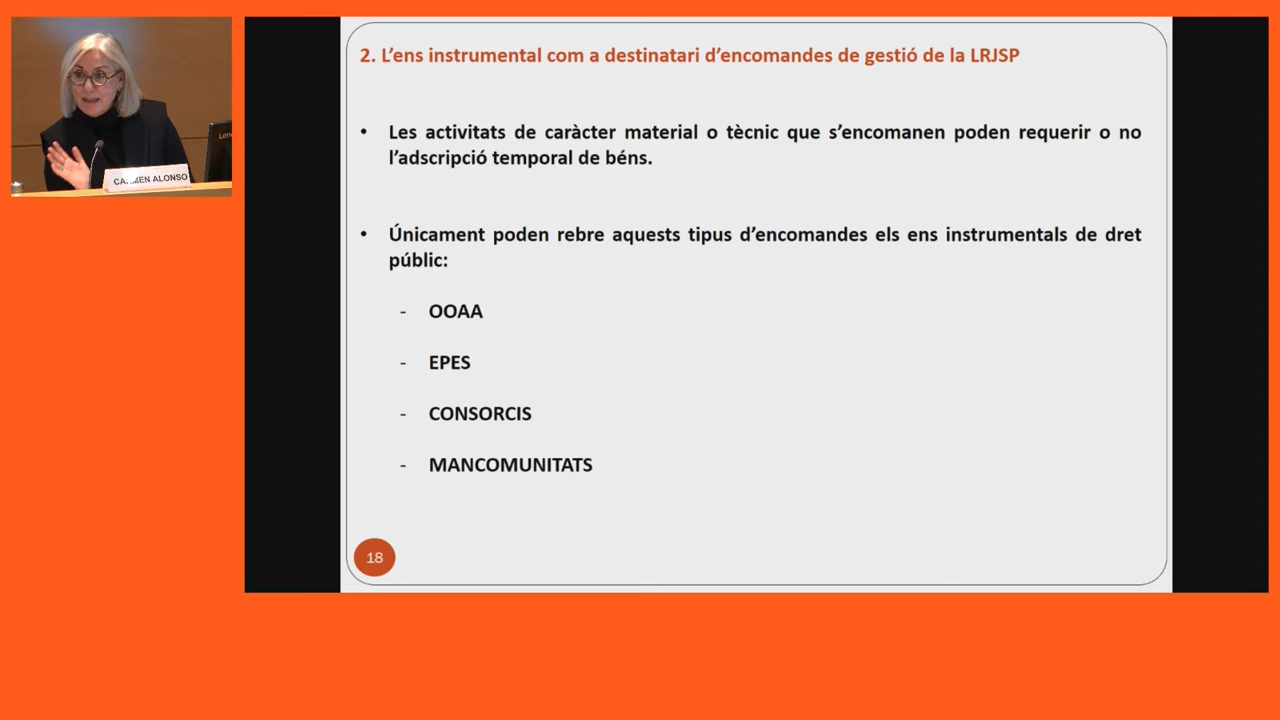 2. L’ens instrumental com a destinatari d’encomandes de gestió de la LRJSP
• Les activitats de caràcter material o tècnic que s’encomanen poden requerir o no
l’adscripció temporal de béns.
• Únicament poden rebre aquests tipus d’encomandes els ens instrumentals de dret
públic:
- OOAA
- EPES
- CONSORCIS
- MANCOMUNITATS
18
ALONSO